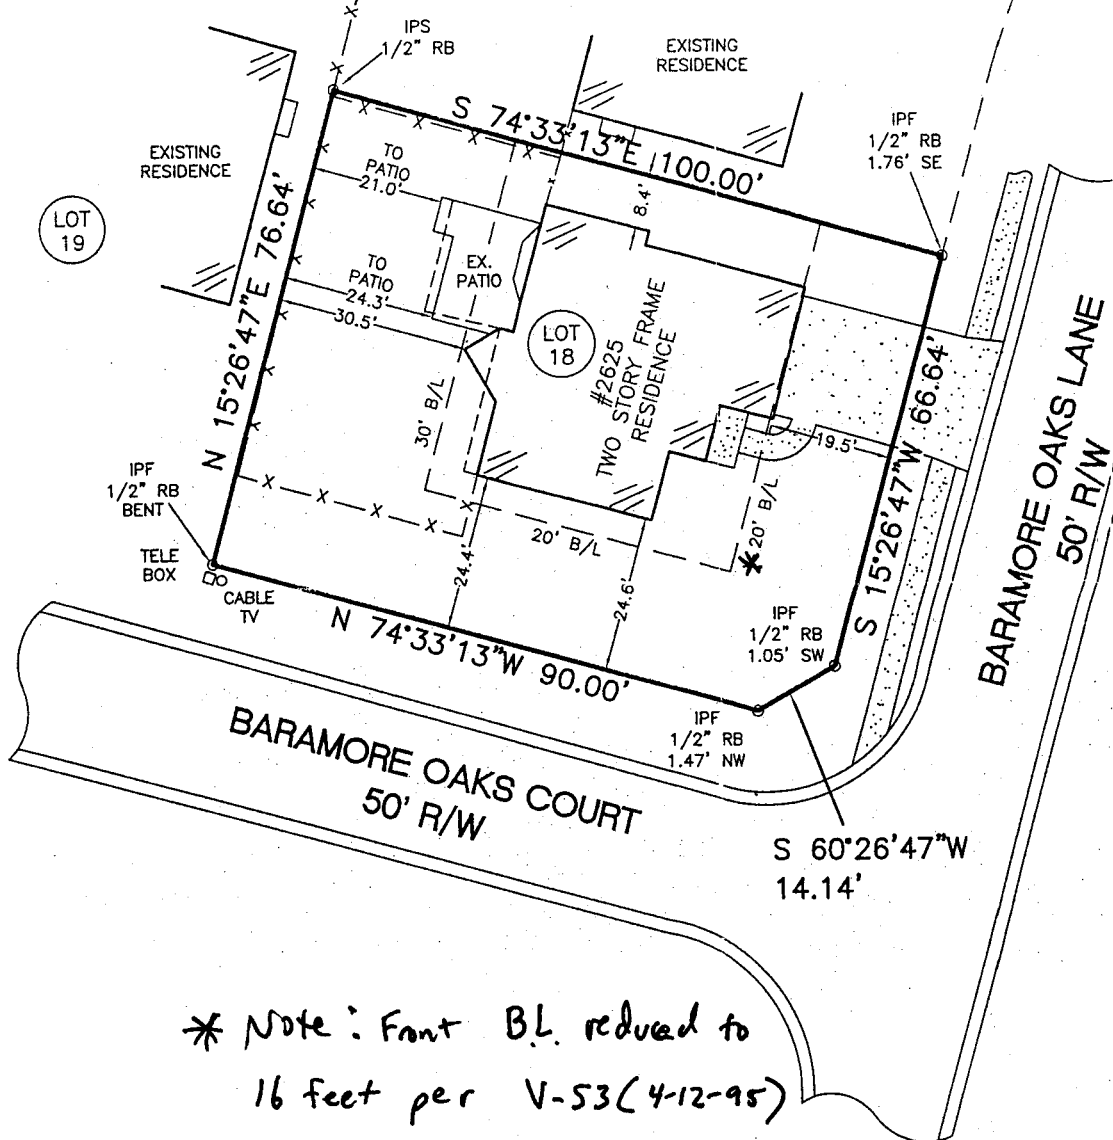 IPS
1/2" RB
EXISTING
RESIDENCE
S 74°33'13"E 100.00'
IPF
1/2" RB
1.76' SE
EXISTING
RESIDENCE
LOT
19
TO
PATIO
21.0'
8.4'
N 15°26'47"E 76.64'
TO
PATIO
24.3'
30.5'
EX.
PATIO
LOT
18
#2625
TWO STORY FRAME
RESIDENCE
30' B/L
19.5'
S 15°26'47"W 66.64'
BARAMORE OAKS LANE
50' R/W
IPF
1/2" RB
BENT
TELE
BOX
CABLE
TV
20' B/L
*20' B/L
24.4'
24.6'
N 74°33'13"W 90.00'
IPF
1/2" RB
1.05' SW
IPF
1/2" RB
1.47' NW
BARAMORE OAKS COURT
50' R/W
S 60°26'47"W
14.14'
* Note: Front B.L. reduced to
16 feet per V-53(4-12-95)